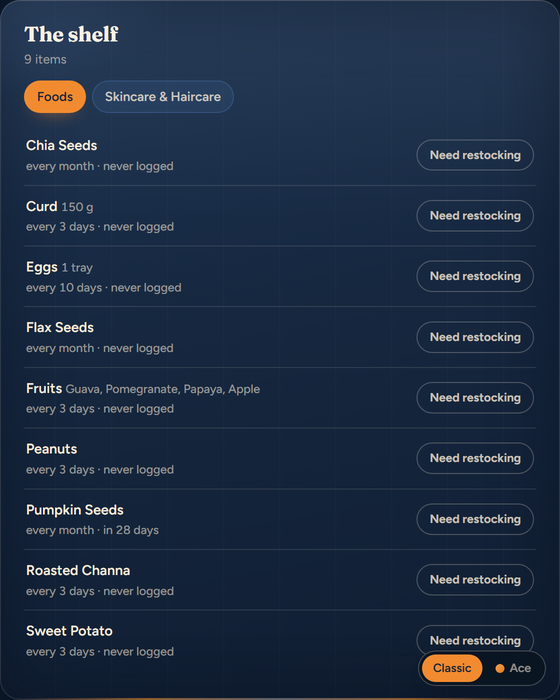 The shelf
9 items
Foods
Skincare & Haircare
Chia Seeds
every month · never logged
Need restocking
Curd 150 g
every 3 days · never logged
Need restocking
Eggs 1 tray
every 10 days · never logged
Need restocking
Flax Seeds
every month · never logged
Need restocking
Fruits Guava, Pomegranate, Papaya, Apple
every 3 days · never logged
Need restocking
Peanuts
every 3 days · never logged
Need restocking
Pumpkin Seeds
every month · in 28 days
Need restocking
Roasted Channa
every 3 days · never logged
Need restocking
Sweet Potato
every 3 days · never logged
Need restocking
Classic
Ace